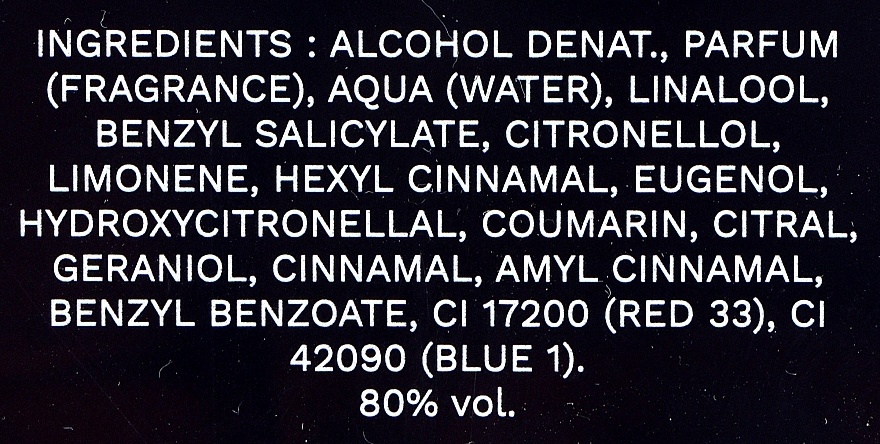 INGREDIENTS : ALCOHOL DENAT., PARFUM
(FRAGRANCE), AQUA (WATER), LINALOOL,
BENZYL SALICYLATE, CITRONELLOL,
LIMONENE, HEXYL CINNAMAL, EUGENOL,
HYDROXYCITRONELLAL, COUMARIN, CITRAL,
GERANIOL, CINNAMAL, AMYL CINNAMAL,
BENZYL BENZOATE, CI 17200 (RED 33), CI
42090 (BLUE 1).
80% vol.